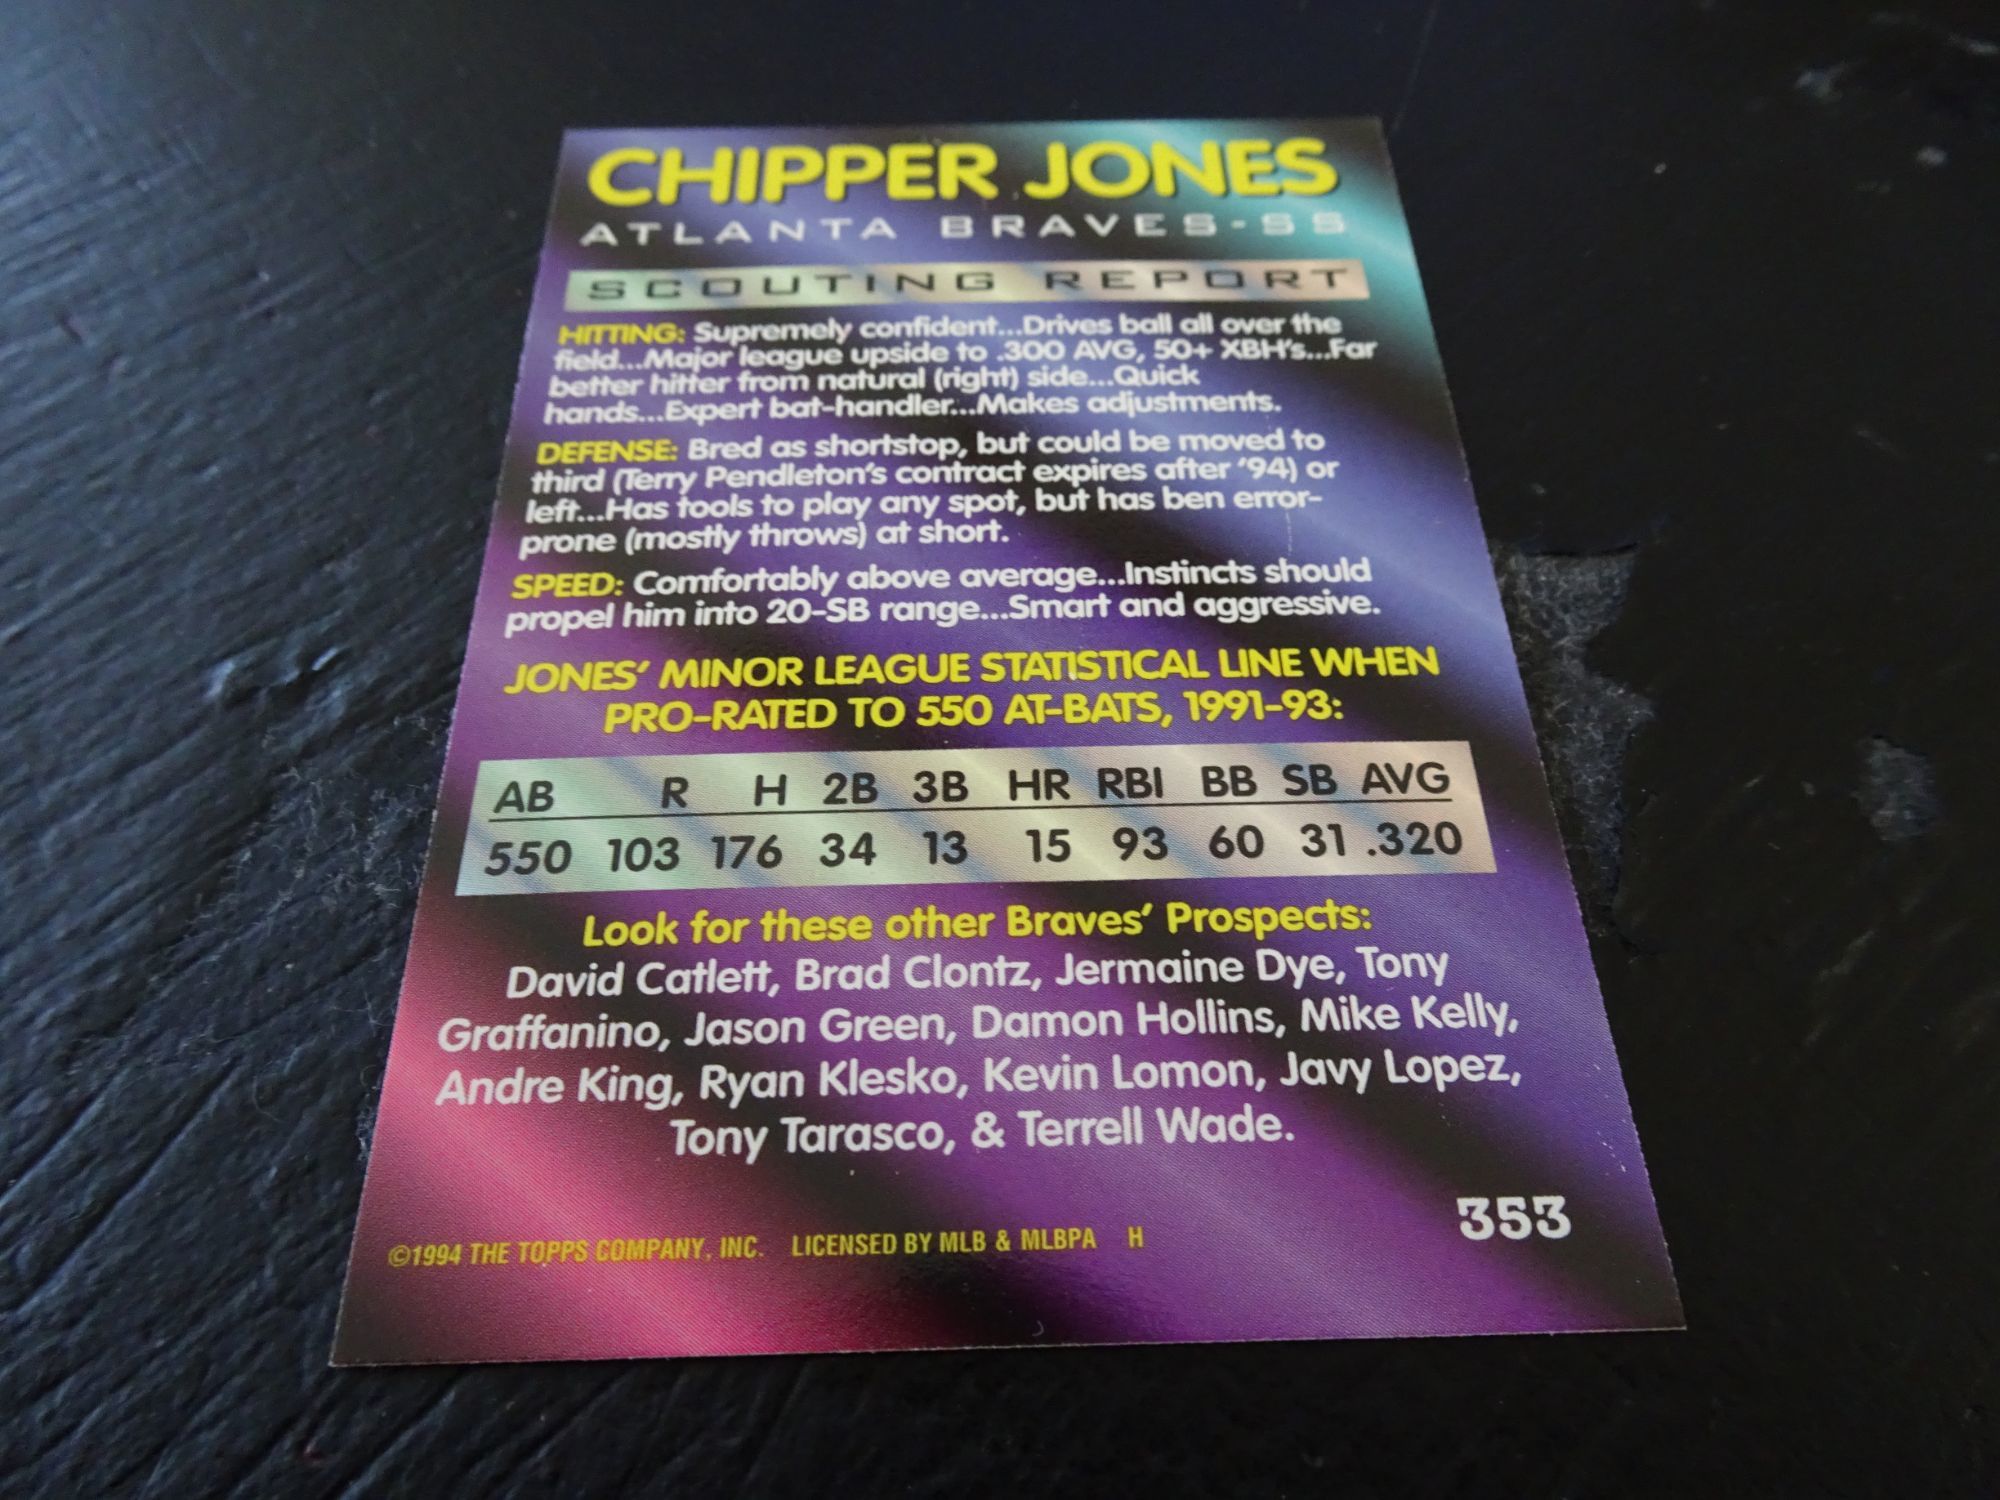 CHIPPER JONES
ATLANTA BRAVES-SS
SCOUTING REPORT
HITTING: Supremely confident...Drives ball all over the
field...Major league upside to .300 AVG, 50+ XBH's...Far
better hitter from natural (right) side...Quick
hands...Expert bat-handler...Makes adjustments.
DEFENSE: Bred as shortstop, but could be moved to
third (Terry Pendleton's contract expires after '94) or
left...Has tools to play any spot, but has ben error-
prone (mostly throws) at short.
SPEED: Comfortably above average...Instincts should
propel him into 20-SB range...Smart and aggressive.
JONES' MINOR LEAGUE STATISTICAL LINE WHEN
PRO-RATED TO 550 AT-BATS, 1991-93:
AB R H 2B 3B HR RBI BB SB AVG
550 103 176 34 13 15 93 60 31 .320
Look for these other Braves' Prospects:
David Catlett, Brad Clontz, Jermaine Dye, Tony
Graffanino, Jason Green, Damon Hollins, Mike Kelly,
Andre King, Ryan Klesko, Kevin Lomon, Javy Lopez,
Tony Tarasco, & Terrell Wade.
353
©1994 THE TOPPS COMPANY, INC. LICENSED BY MLB & MLBPA H